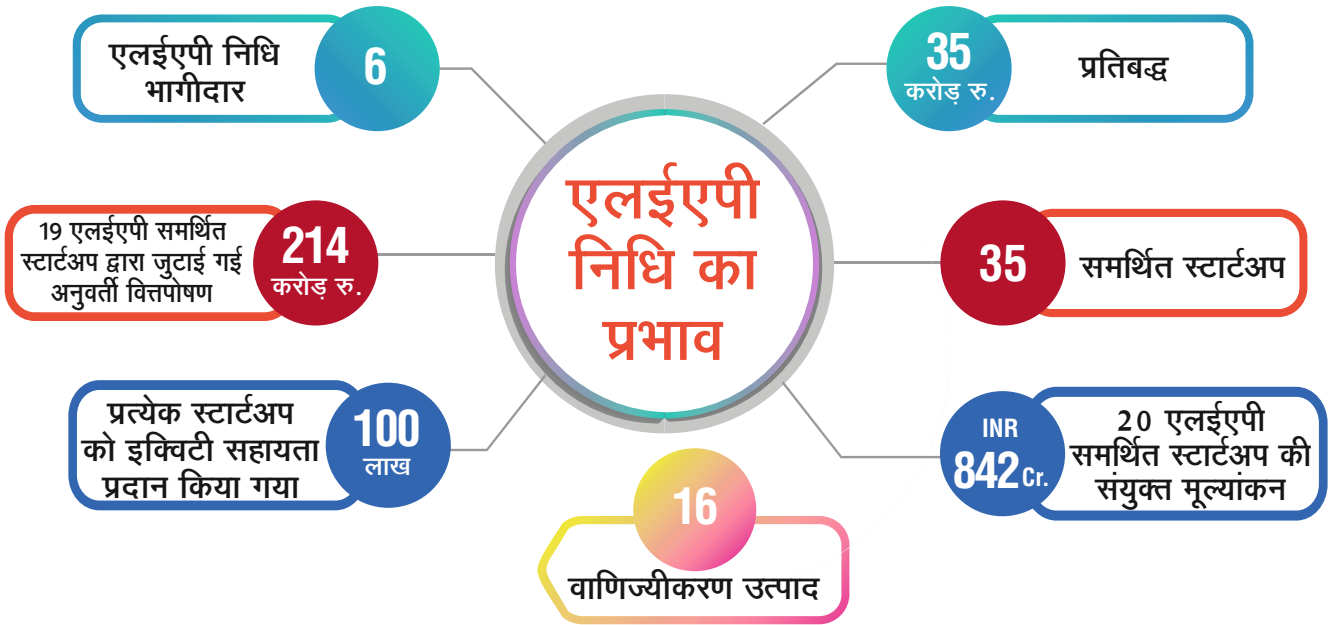 एलईएपी निधि
भागीदार
6
35
करोड़ रु.
प्रतिबद्ध
एलईएपी
निधि का
प्रभाव
19 एलईएपी समर्थित
स्टार्टअप द्वारा जुटाई गई
अनुवर्ती वित्तपोषण
214
करोड़ रु.
35
समर्थित स्टार्टअप
प्रत्येक स्टार्टअप
को इक्विटी सहायता
प्रदान किया गया
100
लाख
INR
842 Cr.
20 एलईएपी
समर्थित स्टार्टअप की
संयुक्त मूल्यांकन
16
वाणिज्यीकरण उत्पाद